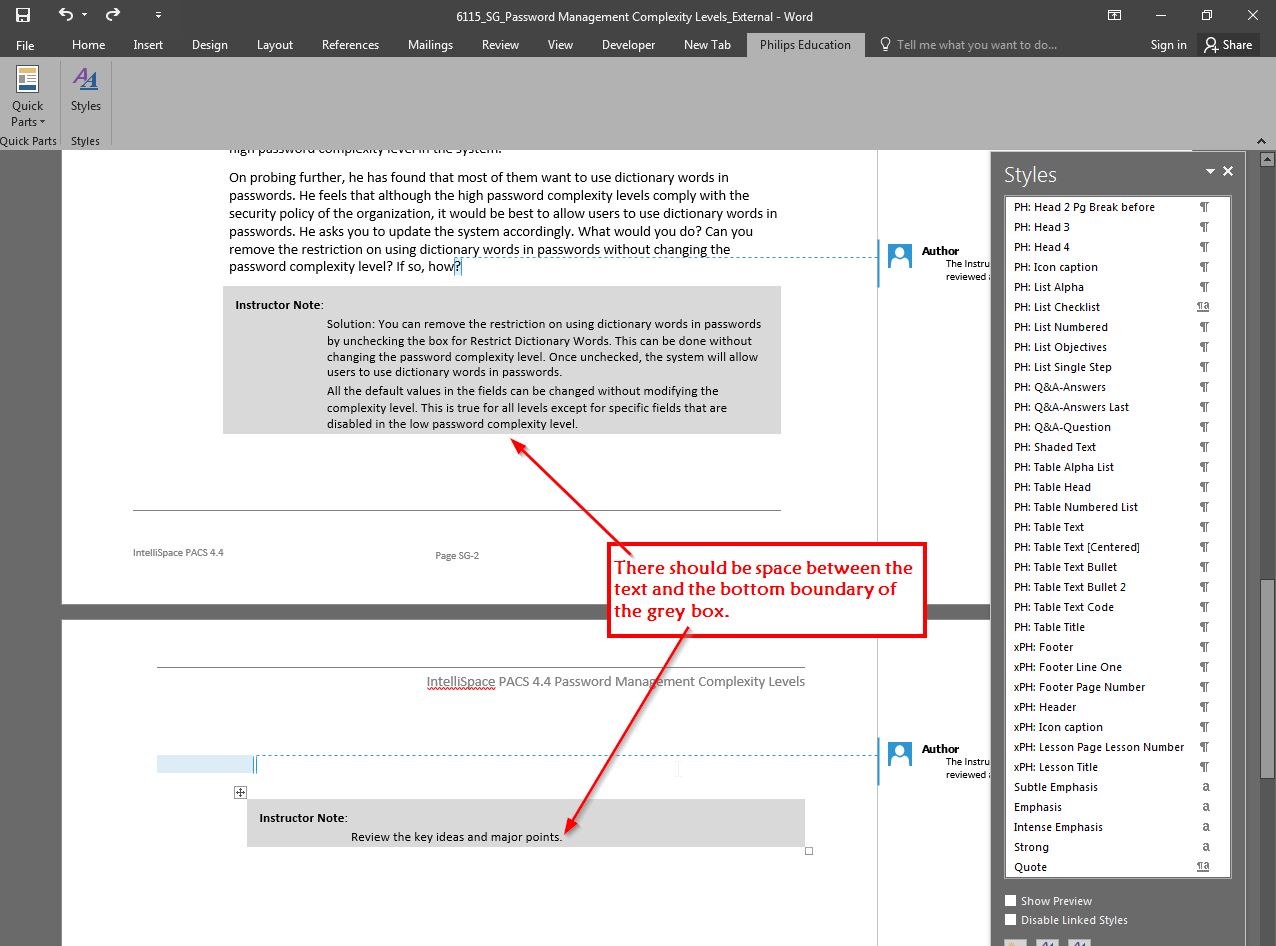 6115_SG_Password Management Complexity Levels_External - Word
File Home Insert Design Layout References Mailings Review View Developer New Tab Philips Education Tell me what you want to do... Sign in Share
Quick Parts
Styles
Quick Parts
Styles
high password complexity level in the system.
On probing further, he has found that most of them want to use dictionary words in
passwords. He feels that although the high password complexity levels comply with the
security policy of the organization, it would be best to allow users to use dictionary words in
passwords. He asks you to update the system accordingly. What would you do? Can you
remove the restriction on using dictionary words in passwords without changing the
password complexity level? If so, how?
Author
The Instru
reviewed a
Instructor Note:
Solution: You can remove the restriction on using dictionary words in passwords
by unchecking the box for Restrict Dictionary Words. This can be done without
changing the password complexity level. Once unchecked, the system will allow
users to use dictionary words in passwords.
All the default values in the fields can be changed without modifying the
complexity level. This is true for all levels except for specific fields that are
disabled in the low password complexity level.
IntelliSpace PACS 4.4
Page SG-2
There should be space between the
text and the bottom boundary of
the grey box.
IntelliSpace PACS 4.4 Password Management Complexity Levels
Author
The Instru
reviewed a
Instructor Note:
Review the key ideas and major points.
Styles
PH: Head 2 Pg Break before ¶
PH: Head 3 ¶
PH: Head 4 ¶
PH: Icon caption ¶
PH: List Alpha ¶
PH: List Checklist ¶a
PH: List Numbered ¶
PH: List Objectives ¶
PH: List Single Step ¶
PH: Q&A-Answers ¶
PH: Q&A-Answers Last ¶
PH: Q&A-Question ¶
PH: Shaded Text ¶
PH: Table Alpha List ¶
PH: Table Head ¶
PH: Table Numbered List ¶
PH: Table Text ¶
PH: Table Text [Centered] ¶
PH: Table Text Bullet ¶
PH: Table Text Bullet 2 ¶
PH: Table Text Code ¶
PH: Table Title ¶
xPH: Footer ¶
xPH: Footer Line One ¶
xPH: Footer Page Number ¶
xPH: Header ¶
xPH: Icon caption ¶
xPH: Lesson Page Lesson Number ¶
xPH: Lesson Title ¶
Subtle Emphasis a
Emphasis a
Intense Emphasis a
Strong a
Quote ¶a
Show Preview
Disable Linked Styles